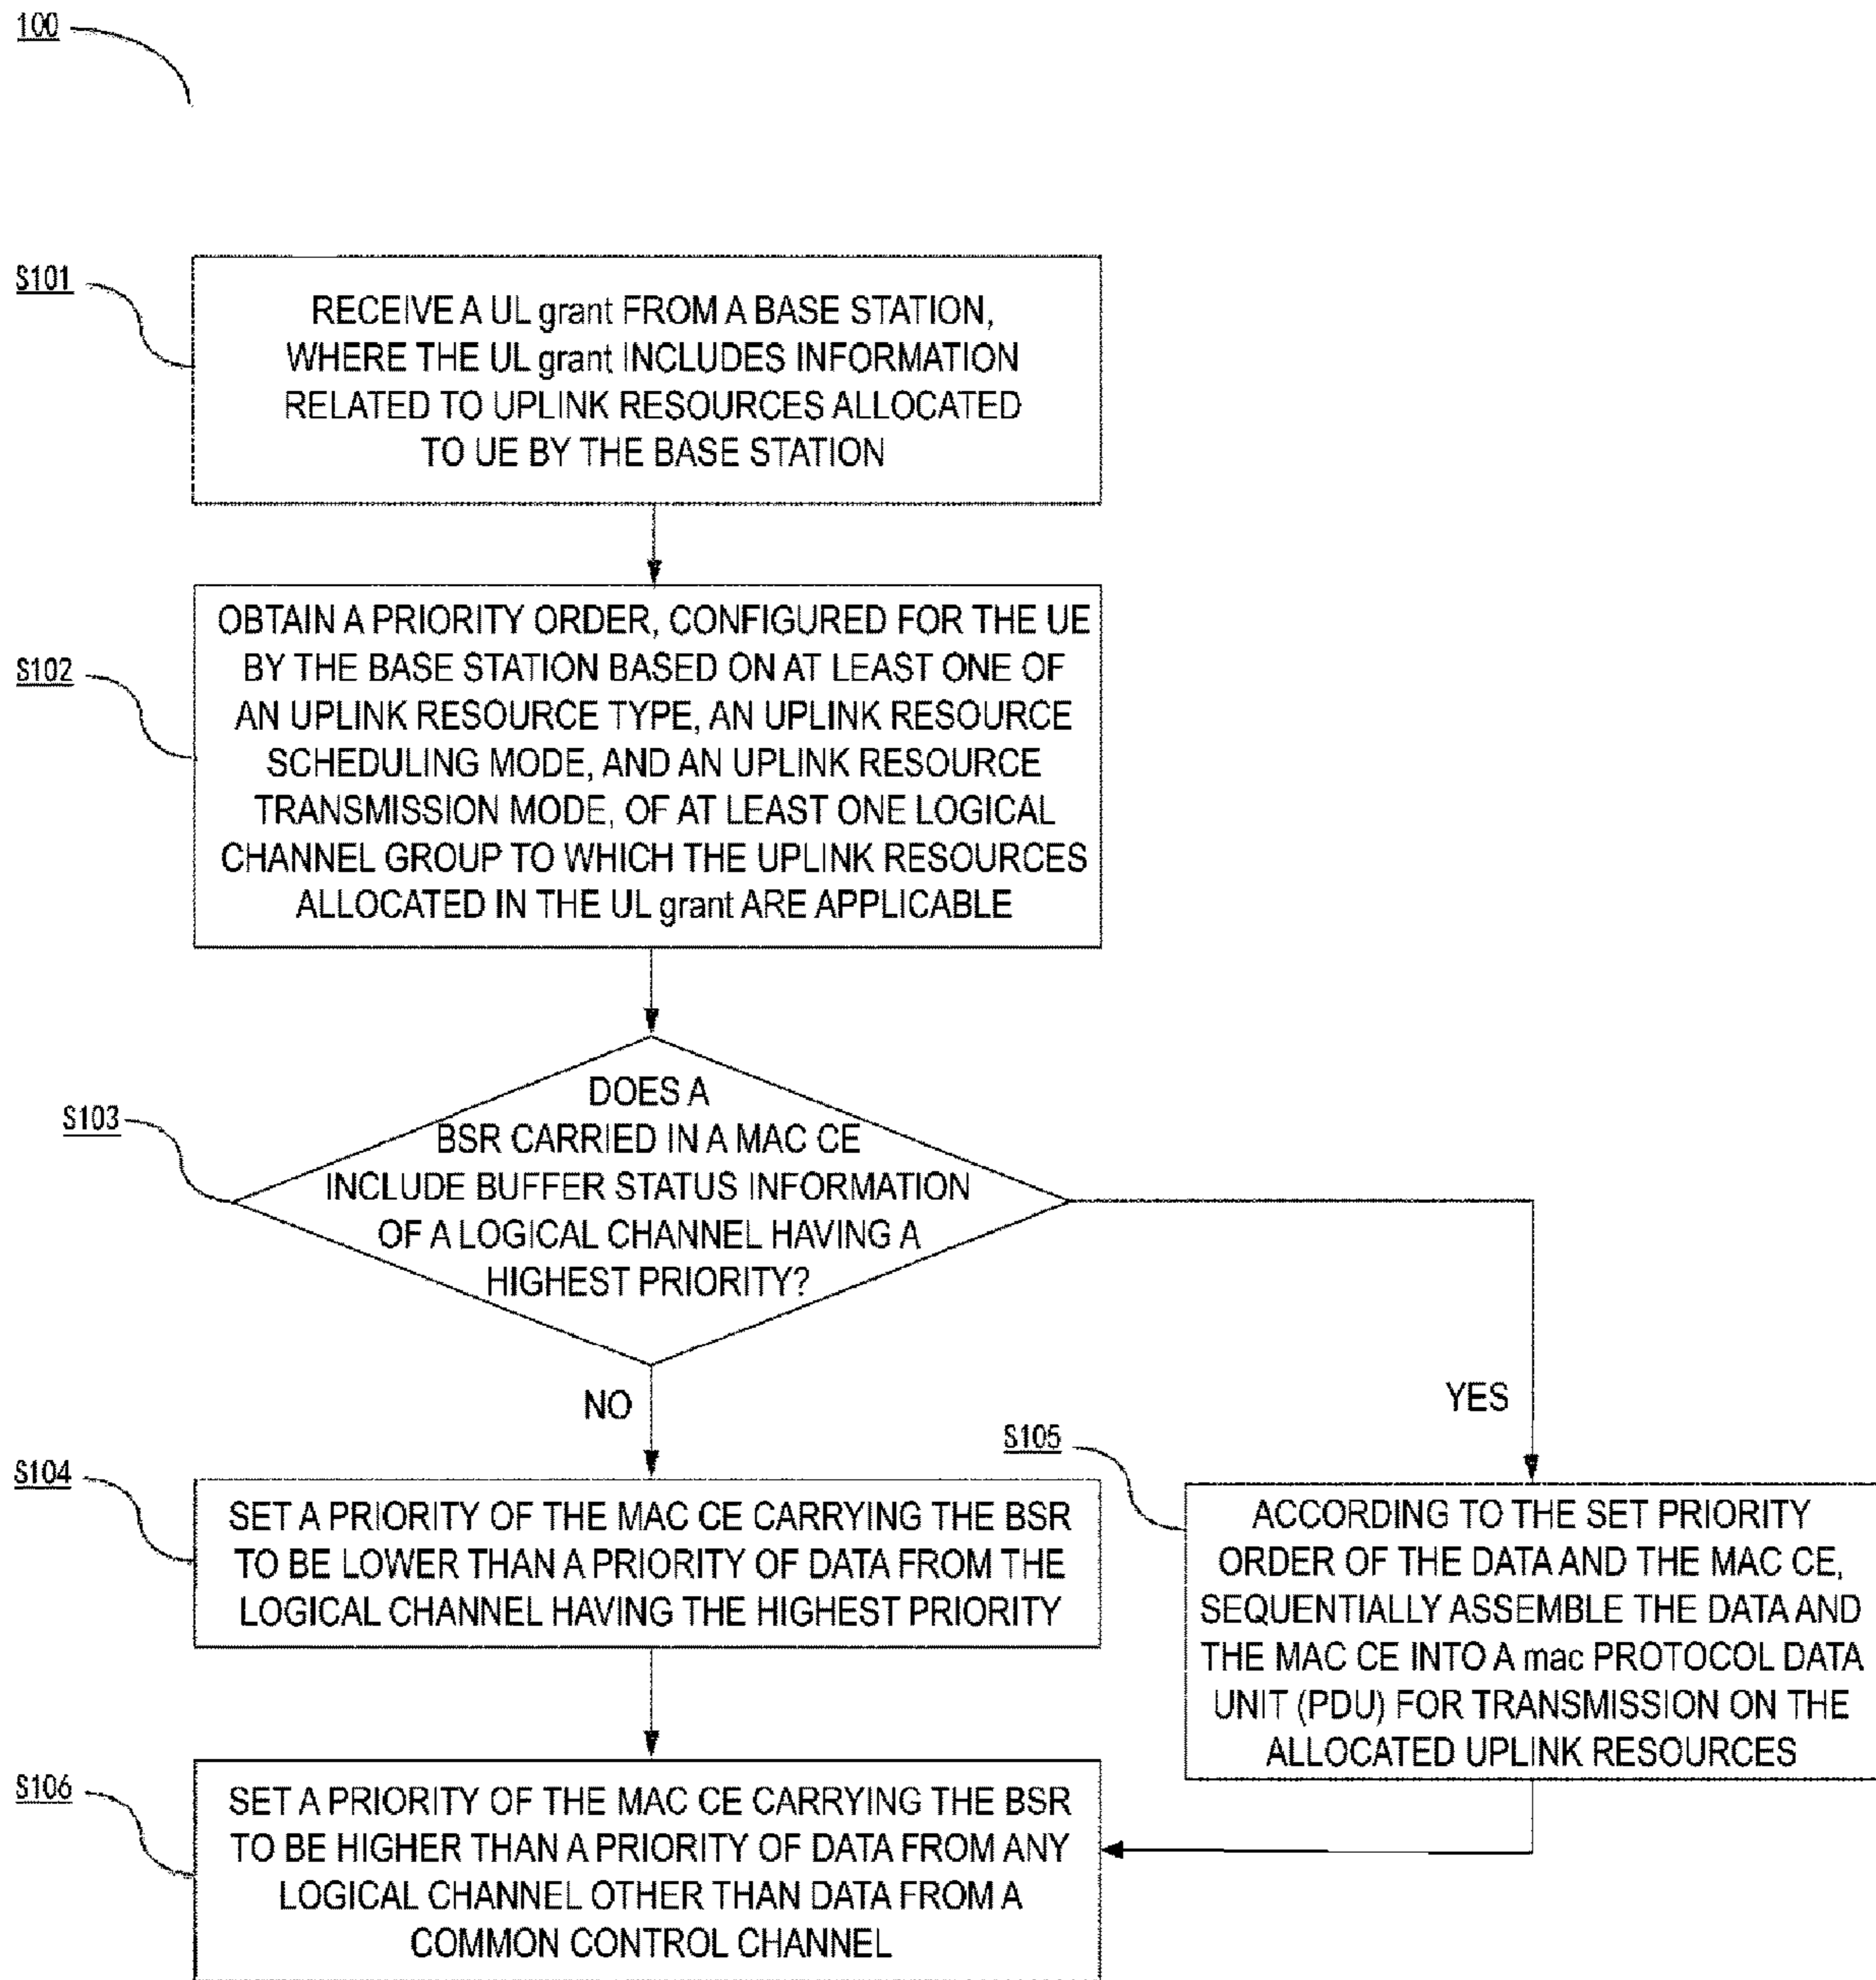 100
S101
RECEIVE A UL grant FROM A BASE STATION,
WHERE THE UL grant INCLUDES INFORMATION
RELATED TO UPLINK RESOURCES ALLOCATED
TO UE BY THE BASE STATION
S102
OBTAIN A PRIORITY ORDER, CONFIGURED FOR THE UE
BY THE BASE STATION BASED ON AT LEAST ONE OF
AN UPLINK RESOURCE TYPE, AN UPLINK RESOURCE
SCHEDULING MODE, AND AN UPLINK RESOURCE
TRANSMISSION MODE, OF AT LEAST ONE LOGICAL
CHANNEL GROUP TO WHICH THE UPLINK RESOURCES
ALLOCATED IN THE UL grant ARE APPLICABLE
S103
DOES A
BSR CARRIED IN A MAC CE
INCLUDE BUFFER STATUS INFORMATION
OF A LOGICAL CHANNEL HAVING A
HIGHEST PRIORITY?
NO
YES
S104
SET A PRIORITY OF THE MAC CE CARRYING THE BSR
TO BE LOWER THAN A PRIORITY OF DATA FROM THE
LOGICAL CHANNEL HAVING THE HIGHEST PRIORITY
S105
ACCORDING TO THE SET PRIORITY
ORDER OF THE DATA AND THE MAC CE,
SEQUENTIALLY ASSEMBLE THE DATA AND
THE MAC CE INTO A mac PROTOCOL DATA
UNIT (PDU) FOR TRANSMISSION ON THE
ALLOCATED UPLINK RESOURCES
S106
SET A PRIORITY OF THE MAC CE CARRYING THE BSR
TO BE HIGHER THAN A PRIORITY OF DATA FROM ANY
LOGICAL CHANNEL OTHER THAN DATA FROM A
COMMON CONTROL CHANNEL